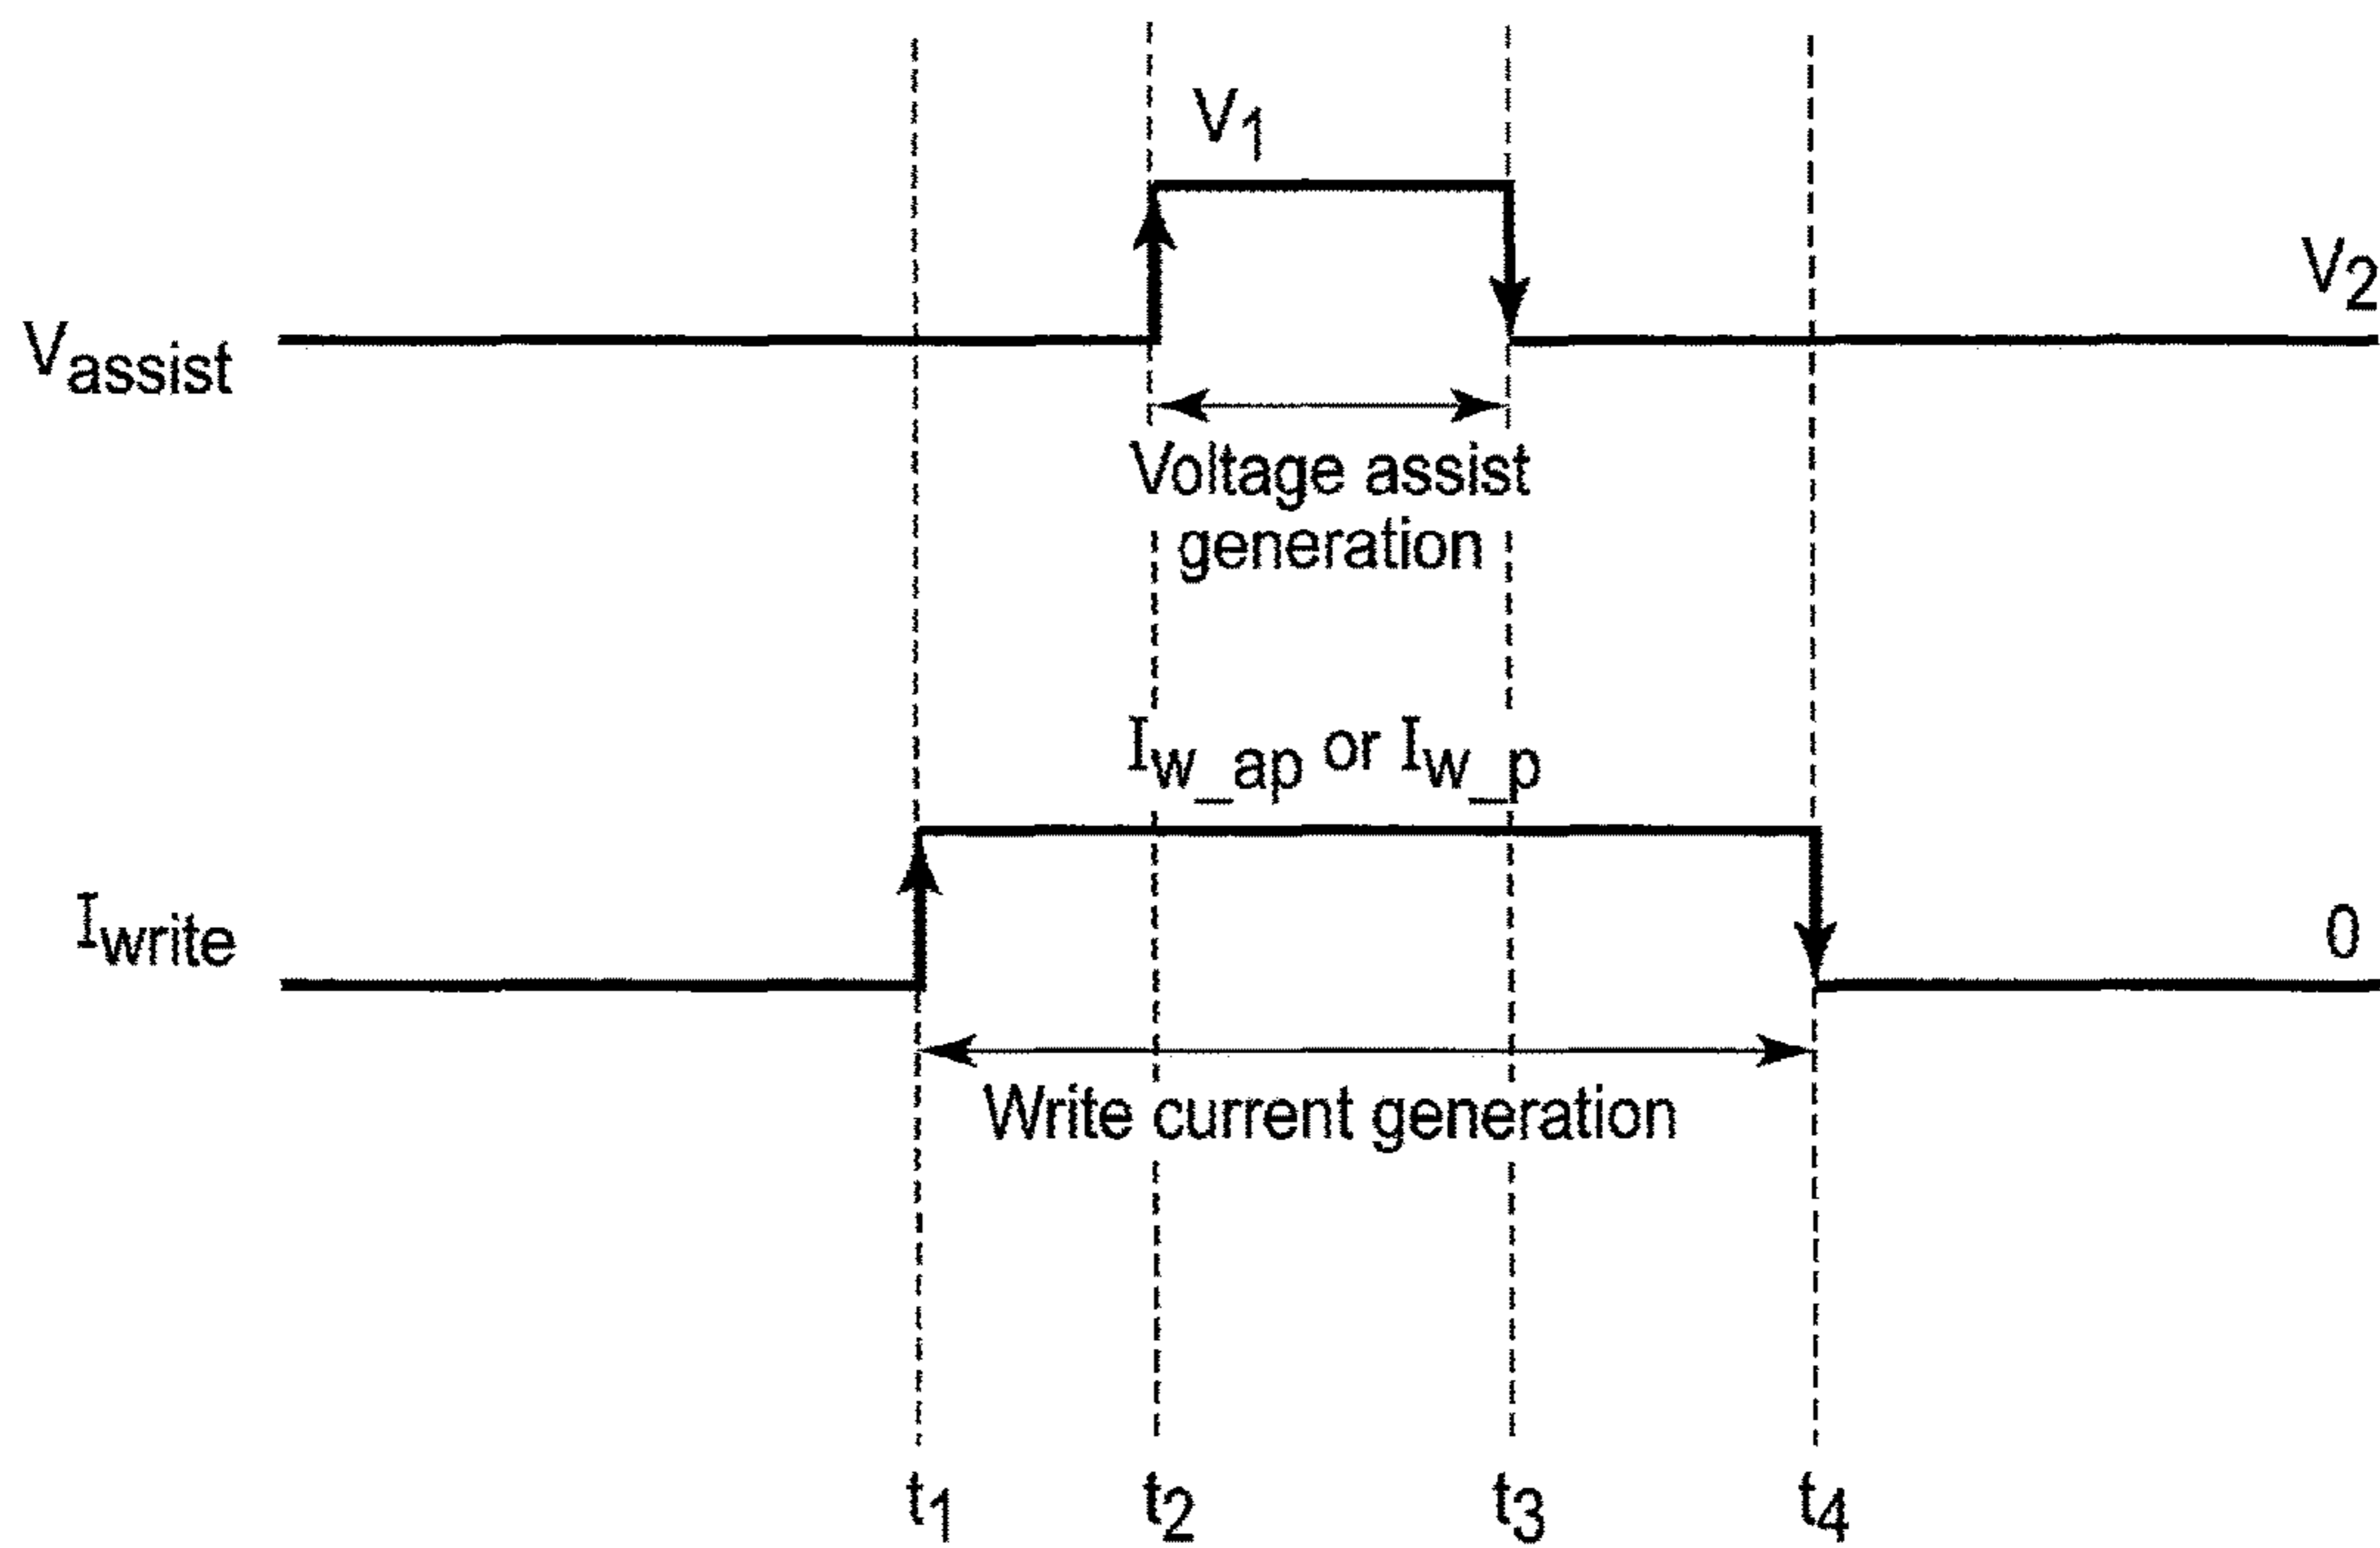 V1
V2
Vassist
Voltage assist
generation
Iw_ap or Iw_p
Iwrite
0
Write current generation
t1 t2 t3 t4